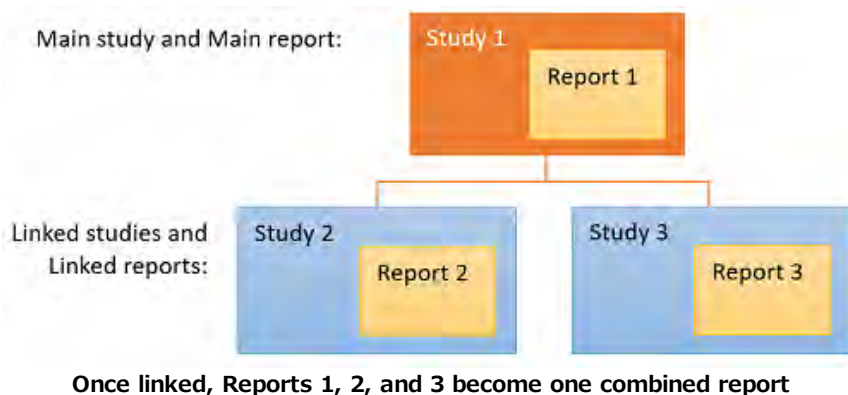 Main study and Main report:
Study 1
Report 1
Linked studies and
Linked reports:
Study 2
Report 2
Study 3
Report 3
Once linked, Reports 1, 2, and 3 become one combined report